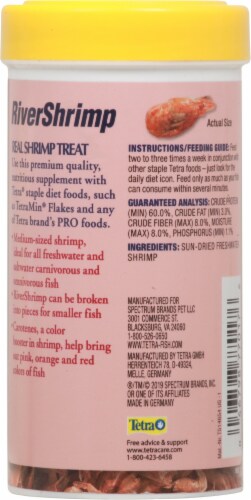 RiverShrimp
Actual Size
REAL SHRIMP TREAT
Use this premium quality,
nutritious supplement with
Tetra® staple diet foods, such
as TetraMin® Flakes and any
of Tetra brand's PRO foods.
• Medium-sized shrimp,
ideal for all freshwater and
saltwater carnivorous and
omnivorous fish
• RiverShrimp can be broken
into pieces for smaller fish
• Carotenes, a color
booster in shrimp, help bring
out pink, orange and red
colors of fish
INSTRUCTIONS/FEEDING GUIDE: Feed
two to three times a week in conjunction with
other staple Tetra foods – just look for the
daily diet icon. Feed only as much as your fish
can consume within several minutes.
GUARANTEED ANALYSIS: CRUDE PROTEIN
(MIN) 60.0%, CRUDE FAT (MIN)
CRUDE FIBER (MAX) 8.0%, MOISTURE
(MAX) 8.0%, PHOSPHORUS (MIN)
INGREDIENTS: SUN-DRIED FRESHWATER
SHRIMP
MANUFACTURED FOR
SPECTRUM BRANDS PET LLC
3001 COMMERCE ST.
BLACKSBURG, VA 24060
1-800-526-0650
WWW.TETRA-FISH.COM
MANUFACTURED BY TETRA GMBH
HERRENTEICH 78, D-49324,
MELLE, GERMANY
®/TM/© 2019 SPECTRUM BRANDS, INC.
OR ONE OF ITS AFFILIATES
MADE IN GERMANY
Tetra
Free advice & support
www.tetracare.com
1-800-423-6458